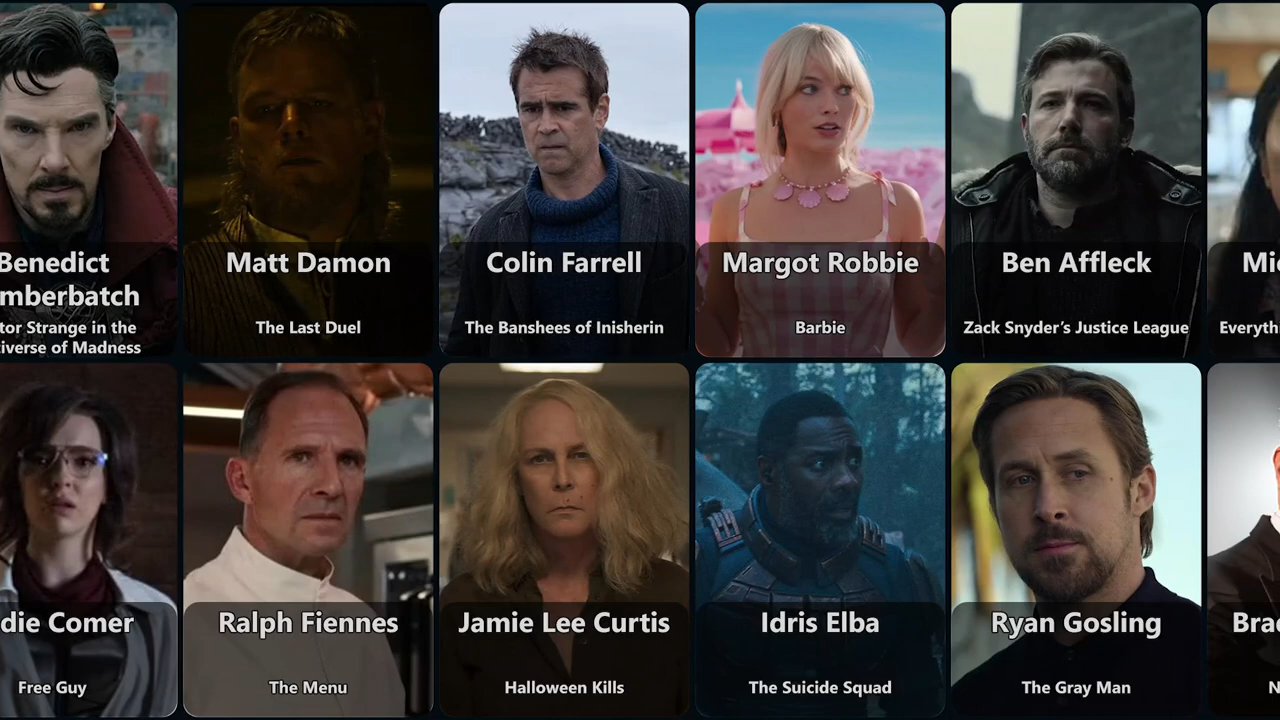 Benedict
mberbatch
tor Strange in the
iverse of Madness
Matt Damon
The Last Duel
Colin Farrell
The Banshees of Inisherin
Margot Robbie
Barbie
Ben Affleck
Zack Snyder’s Justice League
Mic
Everyth
die Comer
Free Guy
Ralph Fiennes
The Menu
Jamie Lee Curtis
Halloween Kills
Idris Elba
The Suicide Squad
Ryan Gosling
The Gray Man
Brad
N